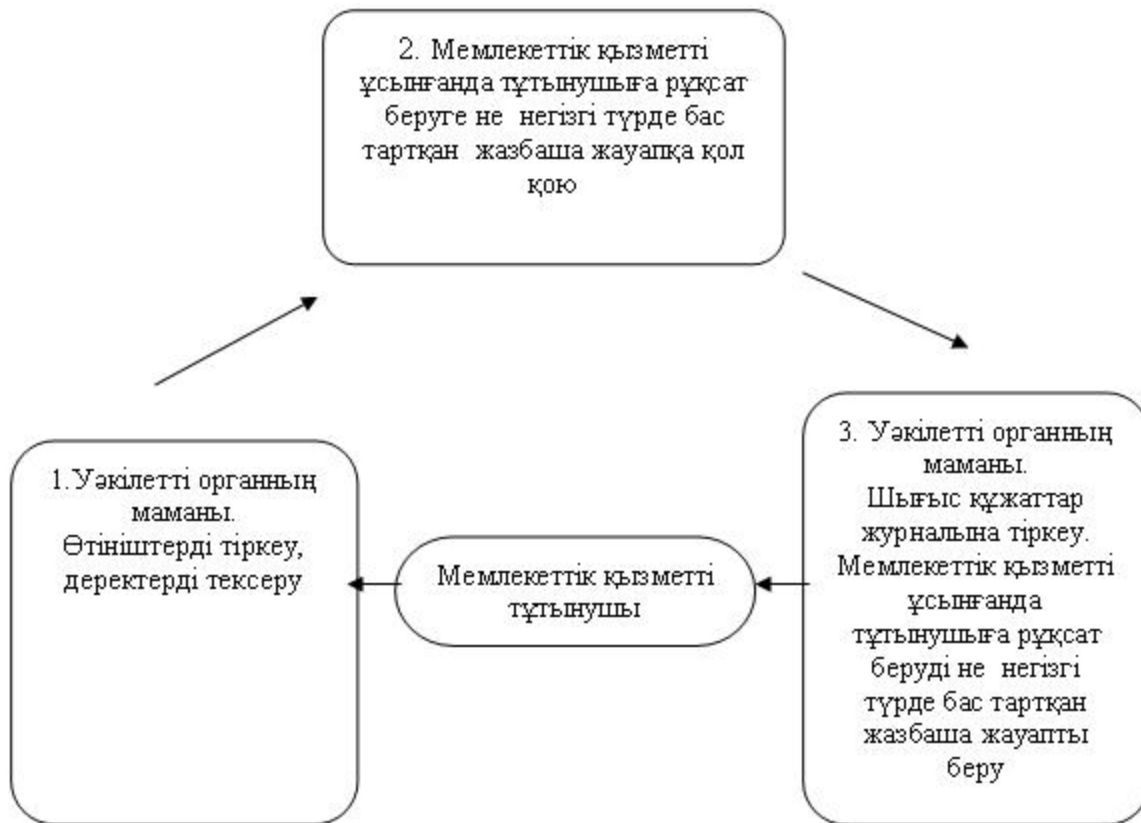 2. Мемлекеттік қызметті
ұсынғанда тұтынушыға рұқсат
беруге не негізгі түрде бас
тартқан жазбаша жауапқа қол
қою
1.Уәкілетті органның
маманы.
Өтініштерді тіркеу,
деректерді тексеру
Мемлекеттік қызметті
тұтынушы
3. Уәкілетті органның
маманы.
Шығыс құжаттар
журналына тіркеу.
Мемлекеттік қызметті
ұсынғанда
тұтынушыға рұқсат
беруді не негізгі
түрде бас тартқан
жазбаша жауапты
беру